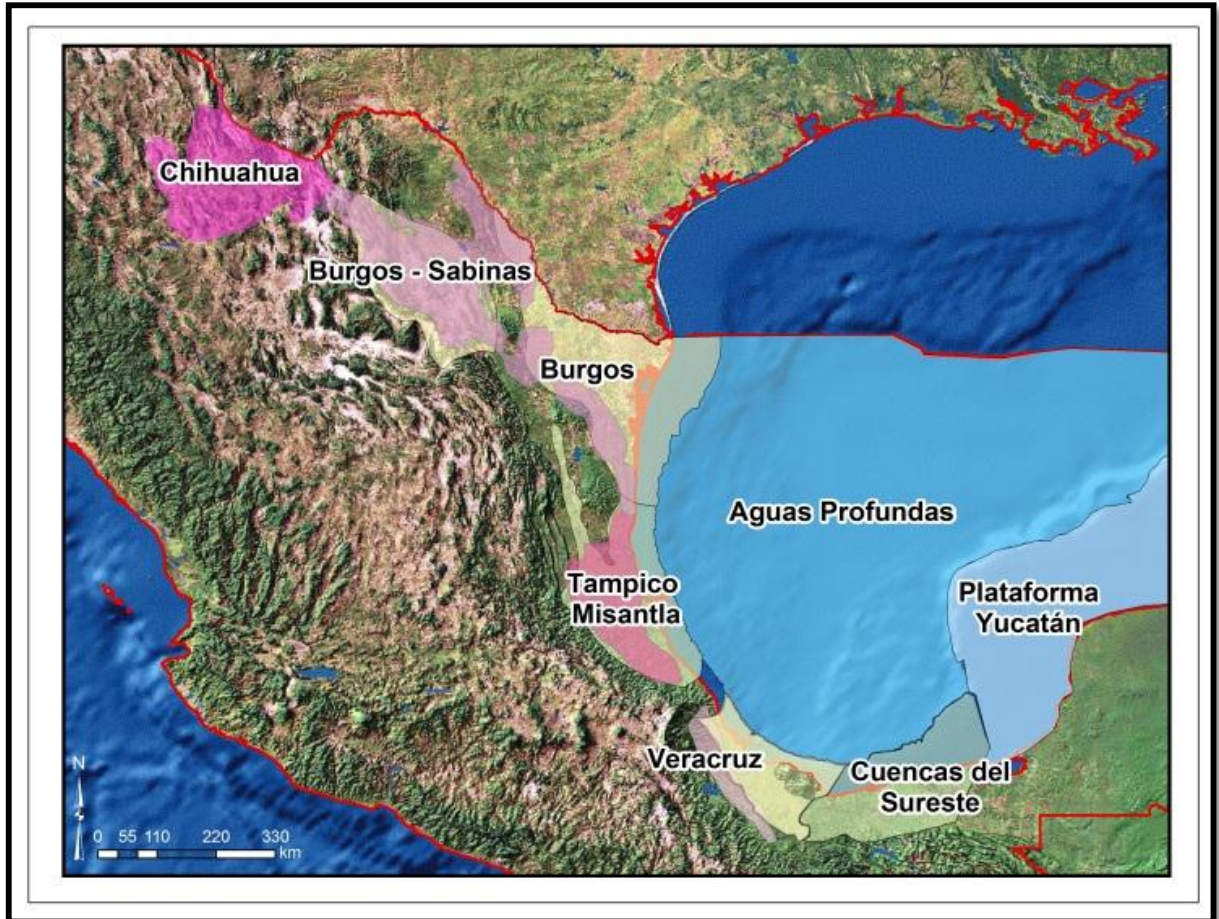 Chihuahua
Burgos - Sabinas
Burgos
Aguas Profundas
Tampico
Misantla
Plataforma
Yucatán
Veracruz
Cuencas del
Sureste
N
0 55 110 220 330
km